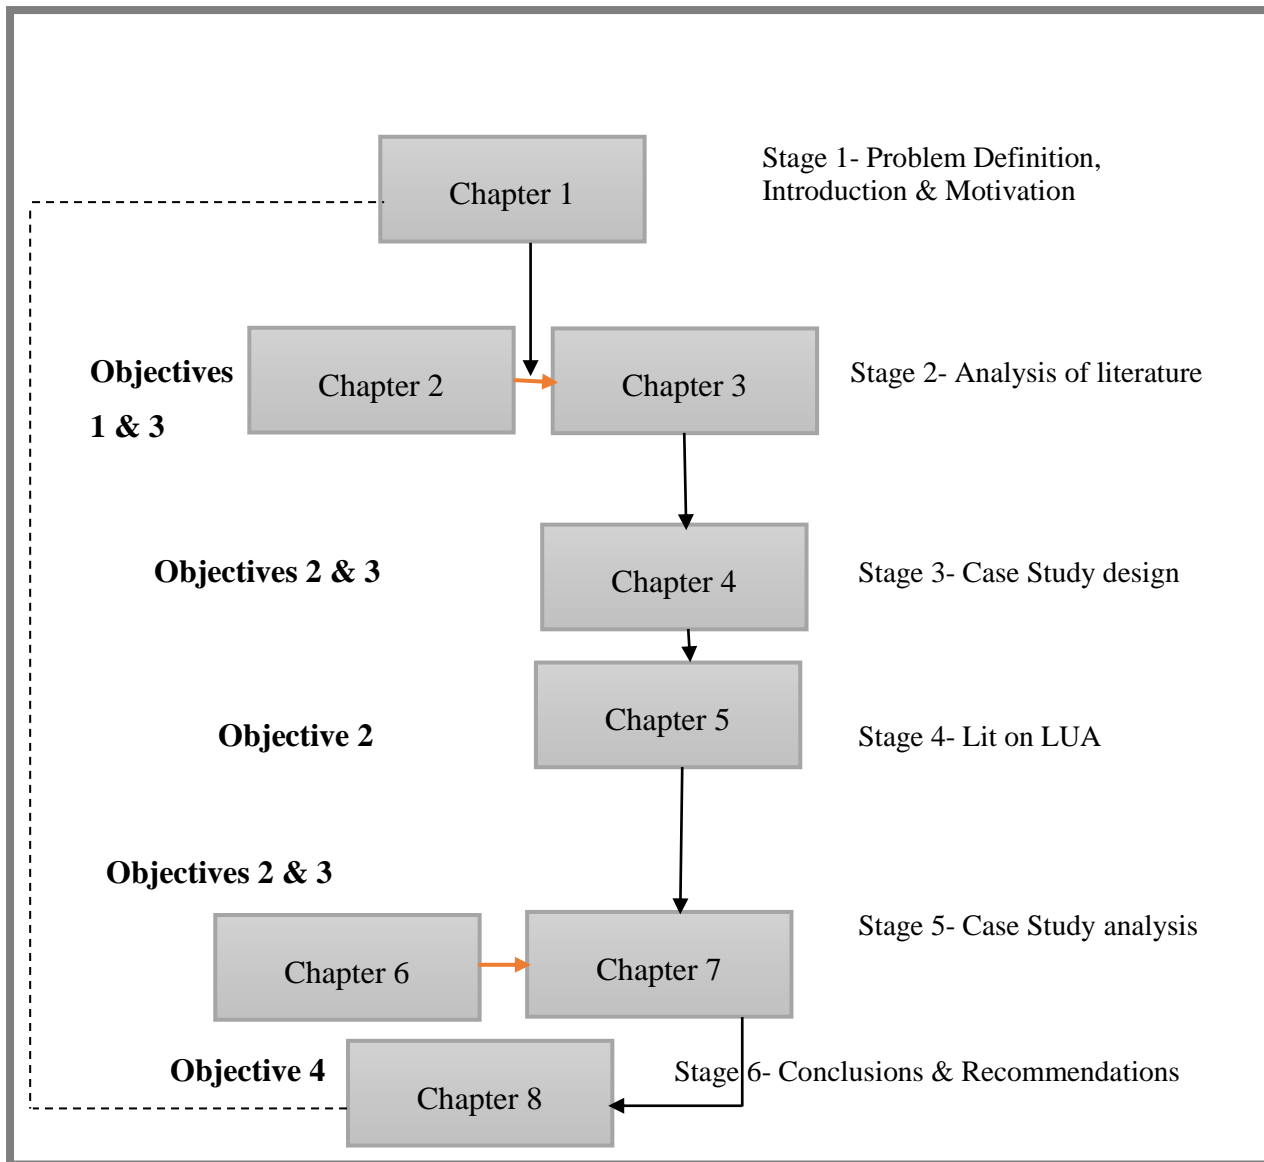 Stage 1- Problem Definition,
Introduction & Motivation
Chapter 1
Objectives
1 & 3
Chapter 2
Chapter 3
Stage 2- Analysis of literature
Objectives 2 & 3
Chapter 4
Stage 3- Case Study design
Objective 2
Chapter 5
Stage 4- Lit on LUA
Objectives 2 & 3
Chapter 6
Chapter 7
Stage 5- Case Study analysis
Objective 4
Chapter 8
Stage 6- Conclusions & Recommendations